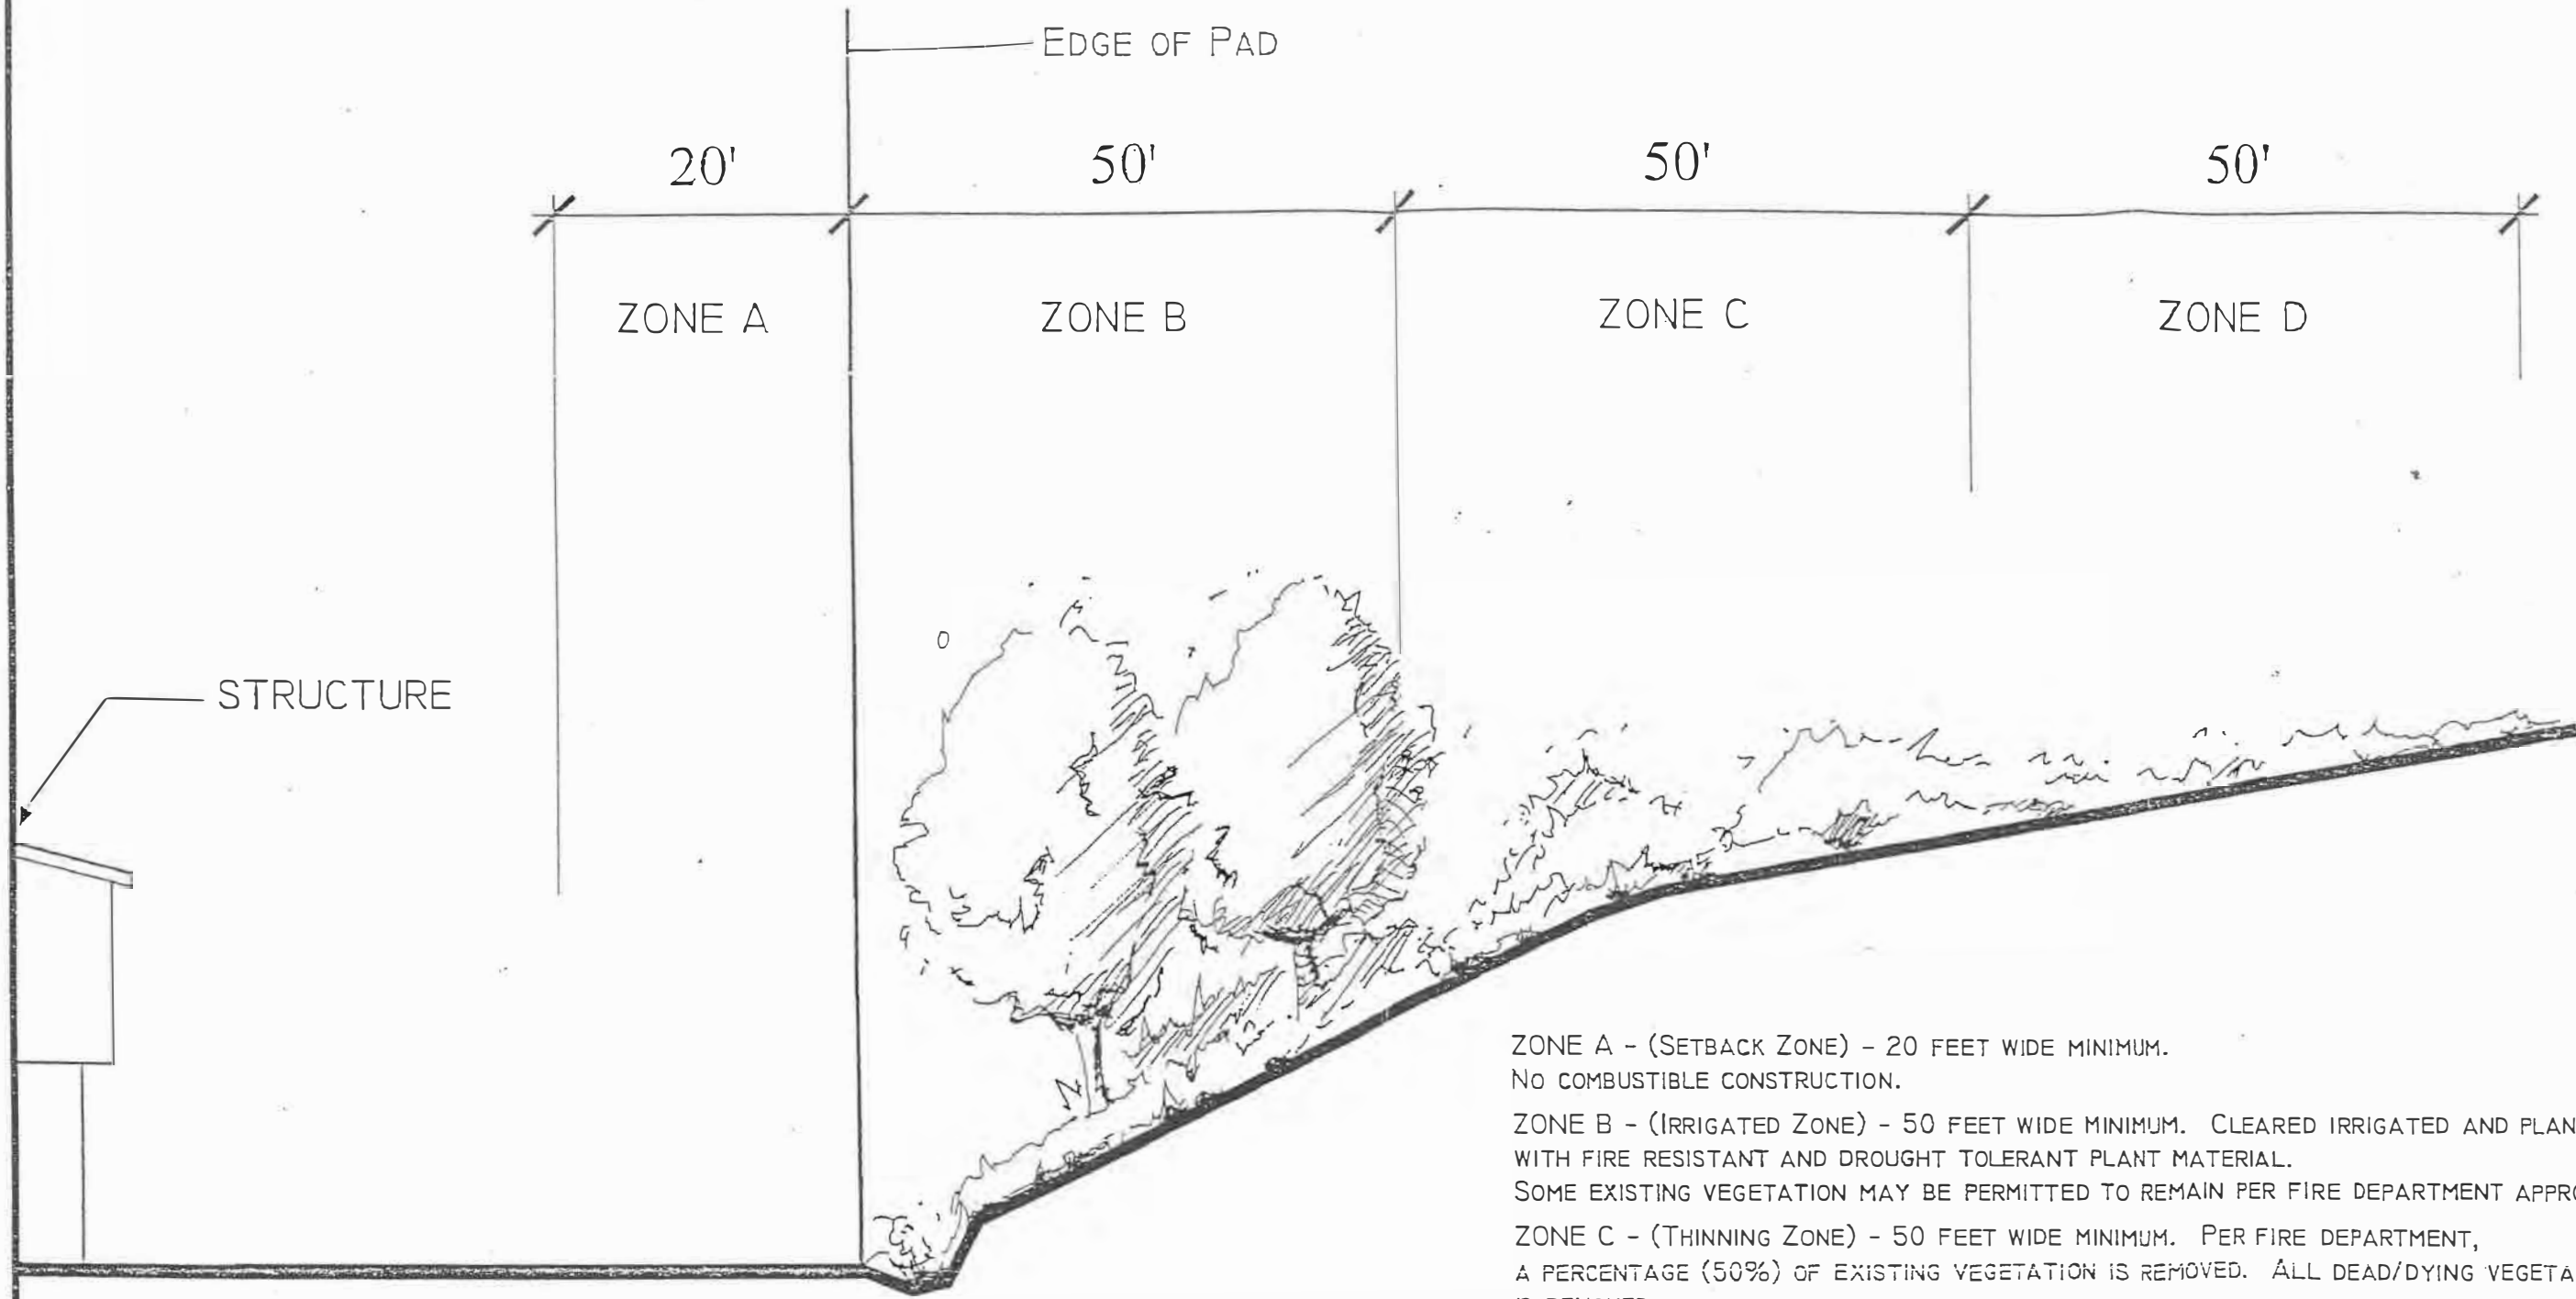 EDGE OF PAD
20' 50' 50' 50'
ZONE A ZONE B ZONE C ZONE D
STRUCTURE
ZONE A - (SETBACK ZONE) - 20 FEET WIDE MINIMUM.
NO COMBUSTIBLE CONSTRUCTION.
ZONE B - (IRRIGATED ZONE) - 50 FEET WIDE MINIMUM. CLEARED IRRIGATED AND PLAN
WITH FIRE RESISTANT AND DROUGHT TOLERANT PLANT MATERIAL.
SOME EXISTING VEGETATION MAY BE PERMITTED TO REMAIN PER FIRE DEPARTMENT APPRO
ZONE C - (THINNING ZONE) - 50 FEET WIDE MINIMUM. PER FIRE DEPARTMENT,
A PERCENTAGE (50%) OF EXISTING VEGETATION IS REMOVED. ALL DEAD/DYING VEGETA